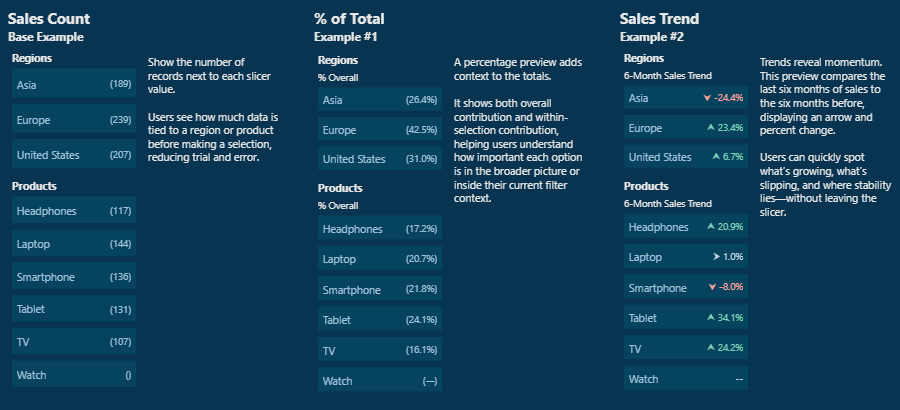 Sales Count
Base Example
Regions
Asia (189)
Europe (239)
United States (207)
Products
Headphones (117)
Laptop (144)
Smartphone (136)
Tablet (131)
TV (107)
Watch ()
Show the number of
records next to each slicer
value.
Users see how much data is
tied to a region or product
before making a selection,
reducing trial and error.
% of Total
Example #1
Regions
% Overall
Asia (26.4%)
Europe (42.5%)
United States (31.0%)
Products
% Overall
Headphones (17.2%)
Laptop (20.7%)
Smartphone (21.8%)
Tablet (24.1%)
TV (16.1%)
Watch (—)
A percentage preview adds
context to the totals.
It shows both overall
contribution and within-
selection contribution,
helping users understand
how important each option
is in the broader picture or
inside their current filter
context.
Sales Trend
Example #2
Regions
6-Month Sales Trend
Asia ⮟ -24.4%
Europe ⮝ 23.4%
United States ⮝ 6.7%
Products
6-Month Sales Trend
Headphones ⮝ 20.9%
Laptop ⮞ 1.0%
Smartphone ⮟ -8.0%
Tablet ⮝ 34.1%
TV ⮝ 24.2%
Watch --
Trends reveal momentum.
This preview compares the
last six months of sales to
the six months before,
displaying an arrow and
percent change.
Users can quickly spot
what's growing, what's
slipping, and where stability
lies—without leaving the
slicer.